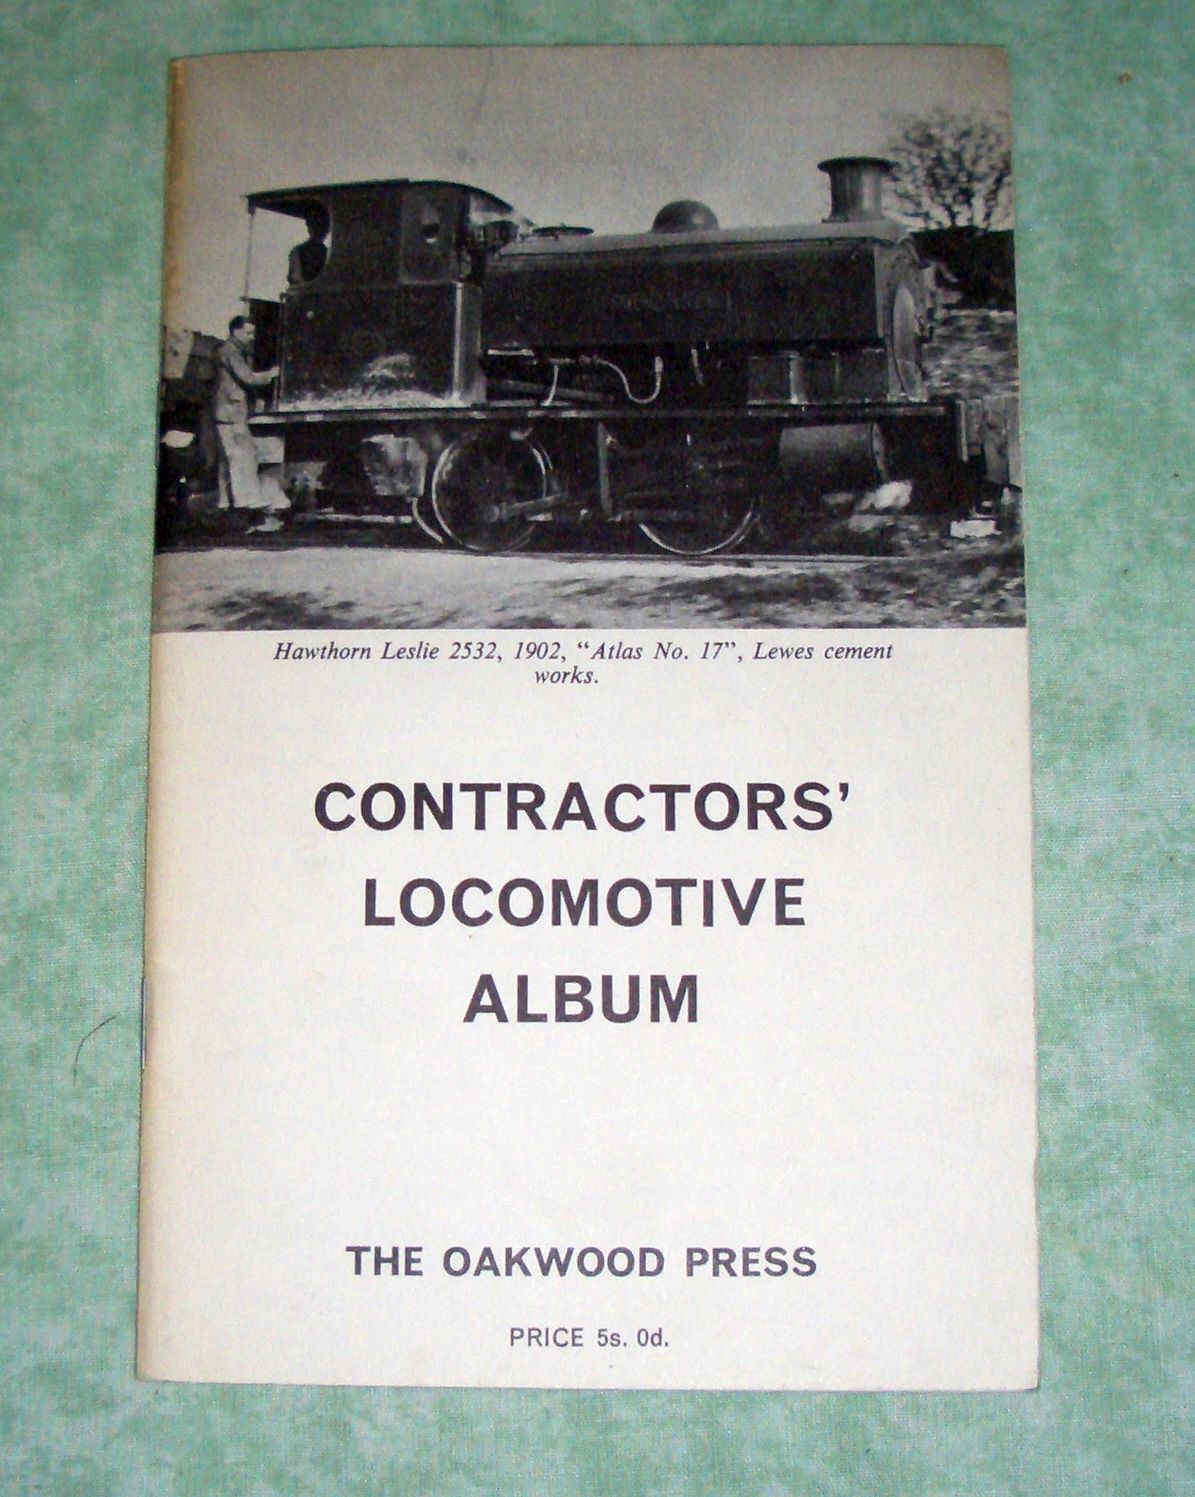 Hawthorn Leslie 2532, 1902, “Atlas No. 17”, Lewes cement
works.
CONTRACTORS’
LOCOMOTIVE
ALBUM
THE OAKWOOD PRESS
PRICE 5s. 0d.